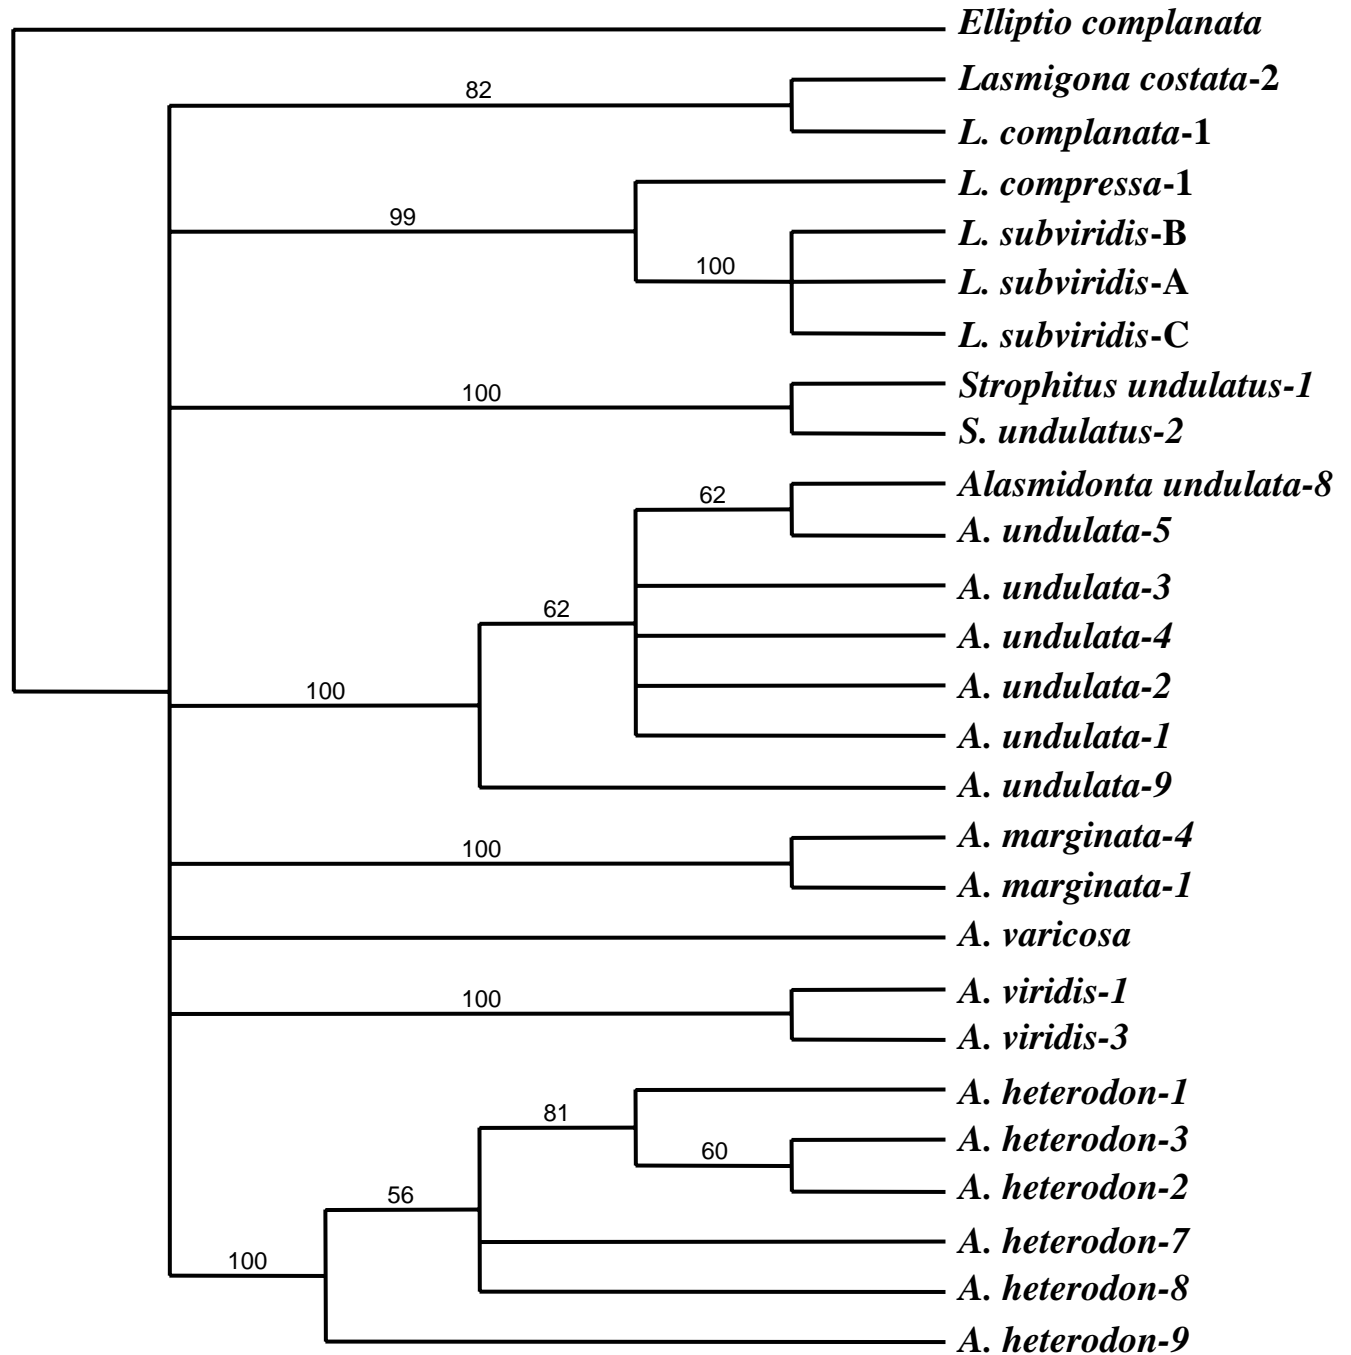 Elliptio complanata
Lasmigona costata-2
82
L. complanata-1
L. compressa-1
99
L. subviridis-B
100
L. subviridis-A
L. subviridis-C
Strophitus undulatus-1
100
S. undulatus-2
Alasmidonta undulata-8
62
A. undulata-5
A. undulata-3
62
A. undulata-4
A. undulata-2
100
A. undulata-1
A. undulata-9
A. marginata-4
100
A. marginata-1
A. varicosa
A. viridis-1
100
A. viridis-3
A. heterodon-1
81
A. heterodon-3
60
A. heterodon-2
56
A. heterodon-7
100
A. heterodon-8
A. heterodon-9